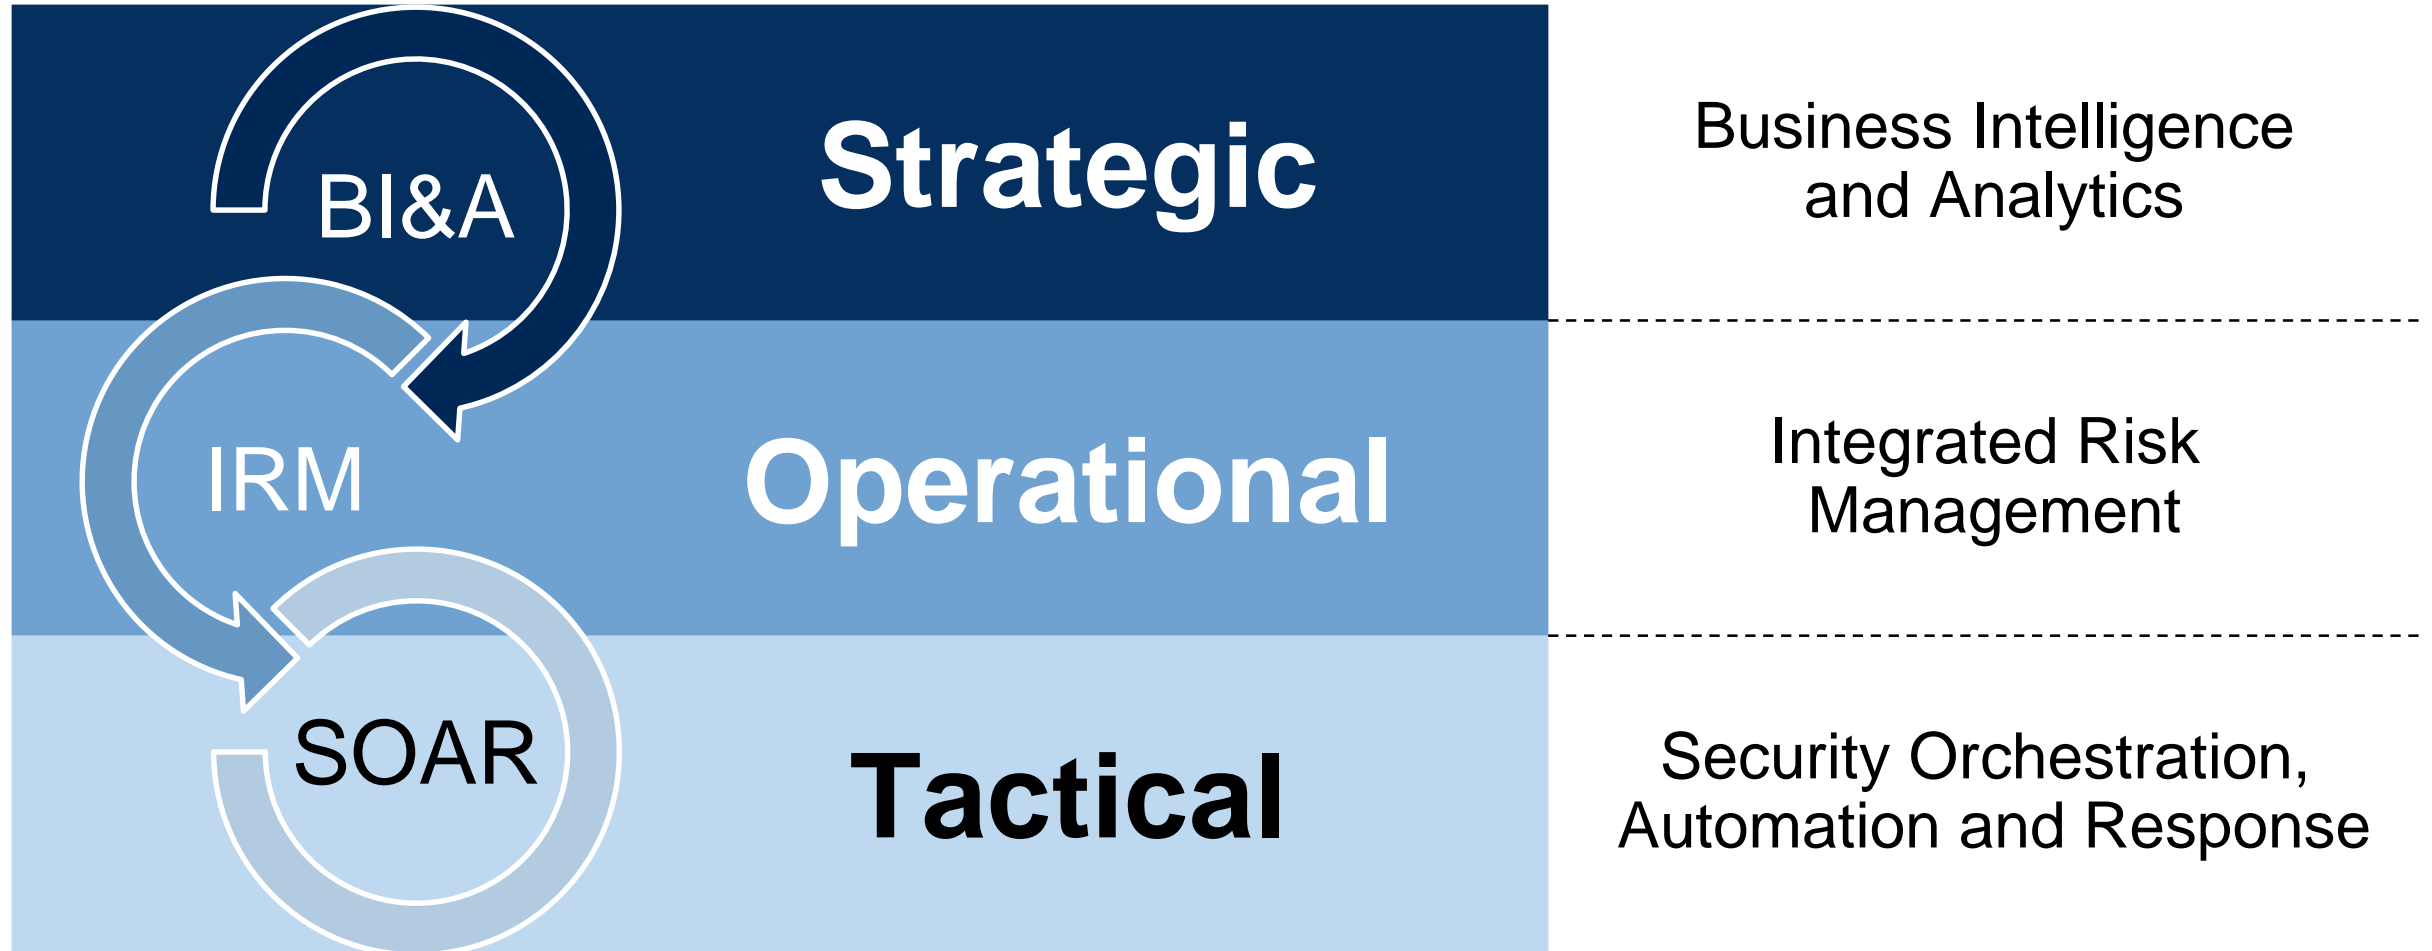 BI&A
Strategic
Business Intelligence
and Analytics
IRM
Operational
Integrated Risk
Management
SOAR
Tactical
Security Orchestration,
Automation and Response